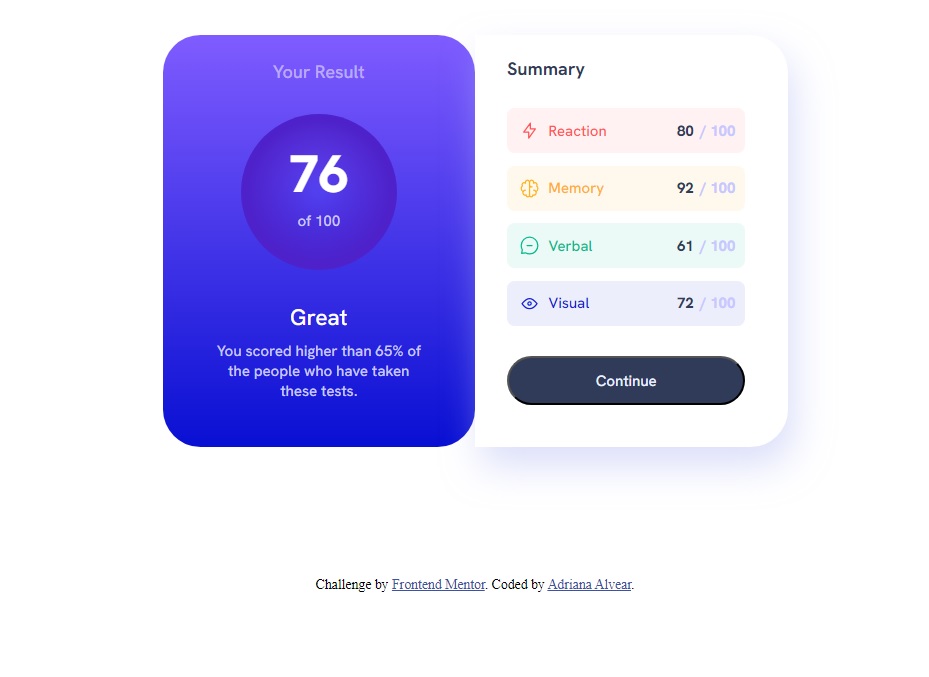 Your Result
76
of 100
Great
You scored higher than 65% of
the people who have taken
these tests.
Summary
Reaction 80 / 100
Memory 92 / 100
Verbal 61 / 100
Visual 72 / 100
Continue
Challenge by Frontend Mentor. Coded by Adriana Alvear.